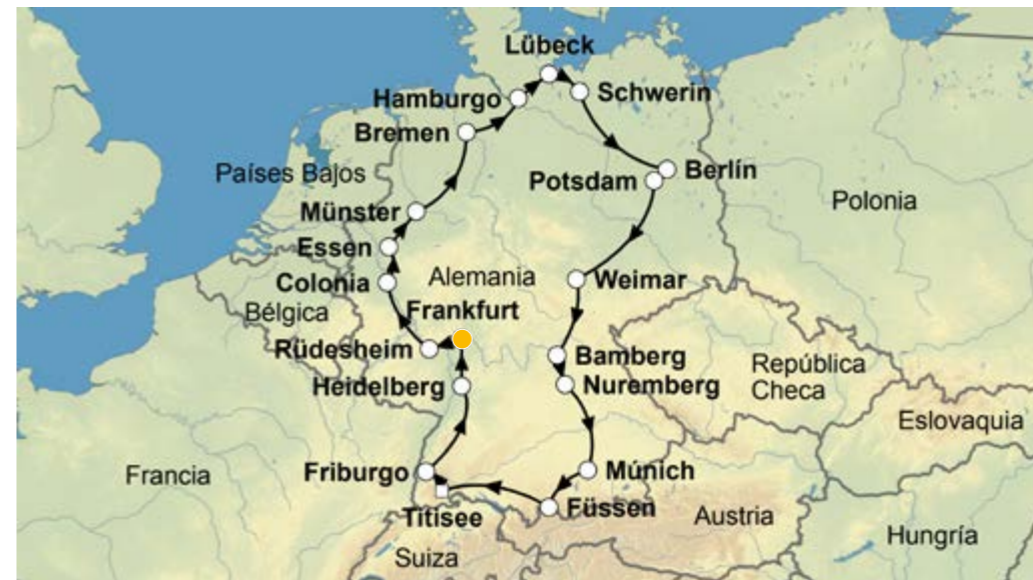 Lübeck
Hamburgo
Schwerin
Bremen
Países Bajos
Potsdam
Berlín
Münster
Polonia
Essen
Colonia
Alemania
Weimar
Bélgica
Frankfurt
Rüdesheim
Bamberg
República
Checa
Heidelberg
Nuremberg
Eslovaquia
Francia
Friburgo
Múnich
Titisee
Füssen
Austria
Suiza
Hungría